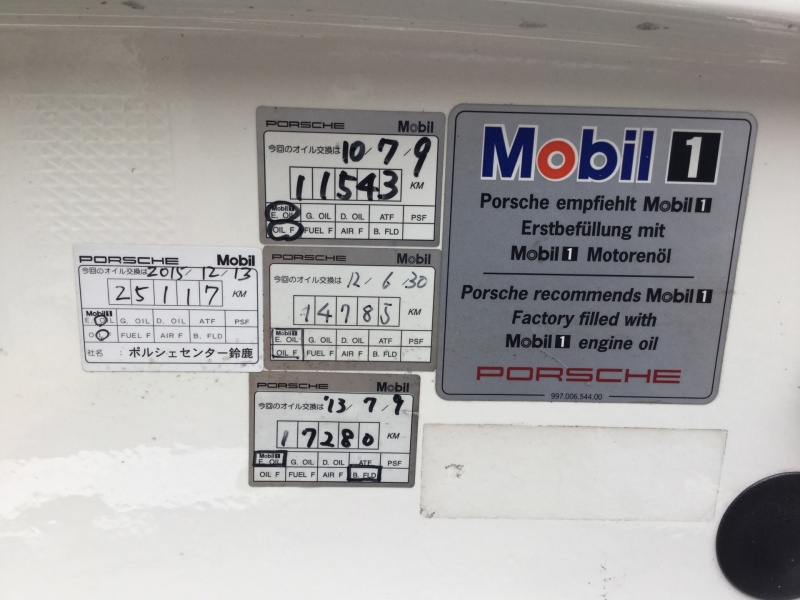 PORSCHE Mobil
今回のオイル交換は 10/7/9
11543 KM
Mobil 1 E. OIL G. OIL D. OIL ATF PSF
OIL F FUEL F AIR F B. FLD
PORSCHE Mobil
今回のオイル交換は 2015/12/13
25117 KM
Mobil 1 E. OIL G. OIL D. OIL ATF PSF
OIL F FUEL F AIR F B. FLD
社名 : ポルシェセンター鈴鹿
PORSCHE Mobil
今回のオイル交換は 12/6/30
14785 KM
Mobil 1 E. OIL G. OIL D. OIL ATF PSF
OIL F FUEL F AIR F B. FLD
PORSCHE Mobil
今回のオイル交換は '13/7/9
17280 KM
Mobil 1 E. OIL G. OIL D. OIL ATF PSF
OIL F FUEL F AIR F B. FLD
Mobil 1
Porsche empfiehlt Mobil 1
Erstbefüllung mit
Mobil 1 Motorenöl
Porsche recommends Mobil 1
Factory filled with
Mobil 1 engine oil
PORSCHE
997.006.544.00